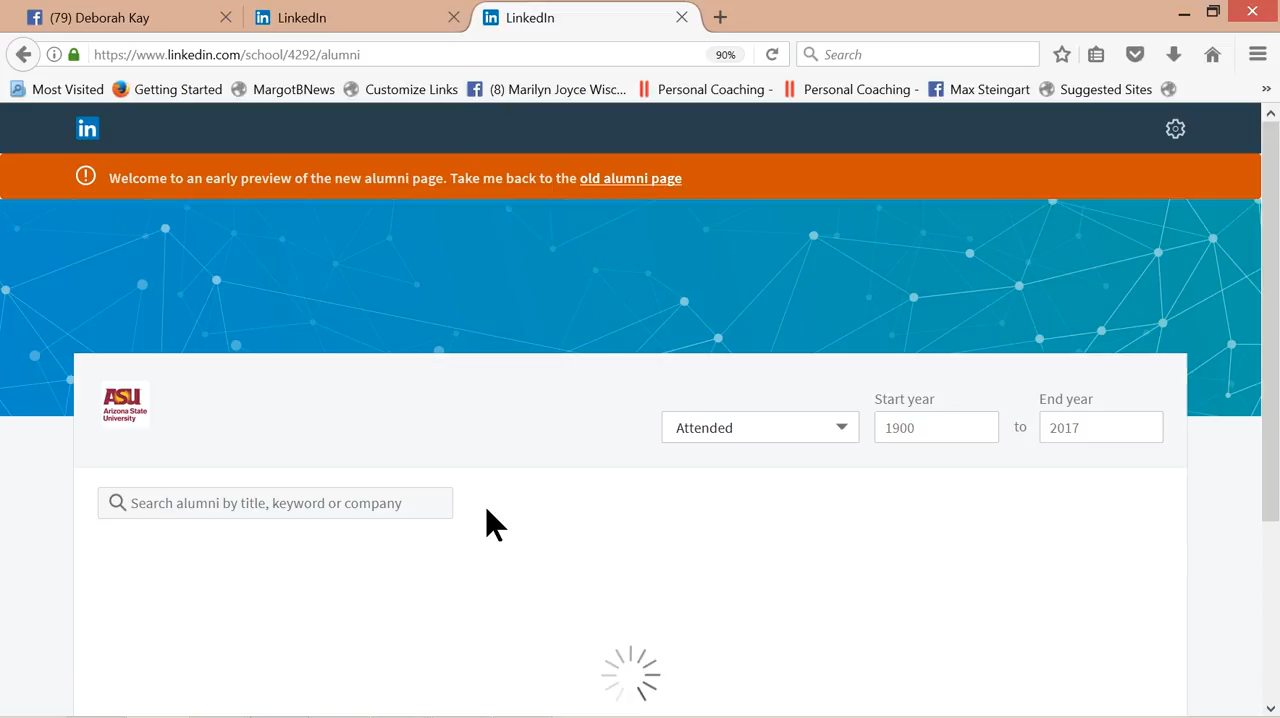 (79) Deborah Kay
LinkedIn
LinkedIn
https://www.linkedin.com/school/4292/alumni
90%
Search
Most Visited
Getting Started
MargotBNews
Customize Links
(8) Marilyn Joyce Wisc...
Personal Coaching -
Personal Coaching -
Max Steingart
Suggested Sites
in
Welcome to an early preview of the new alumni page. Take me back to the old alumni page
ASU
Arizona State
University
Attended
Start year
1900
to
End year
2017
Search alumni by title, keyword or company